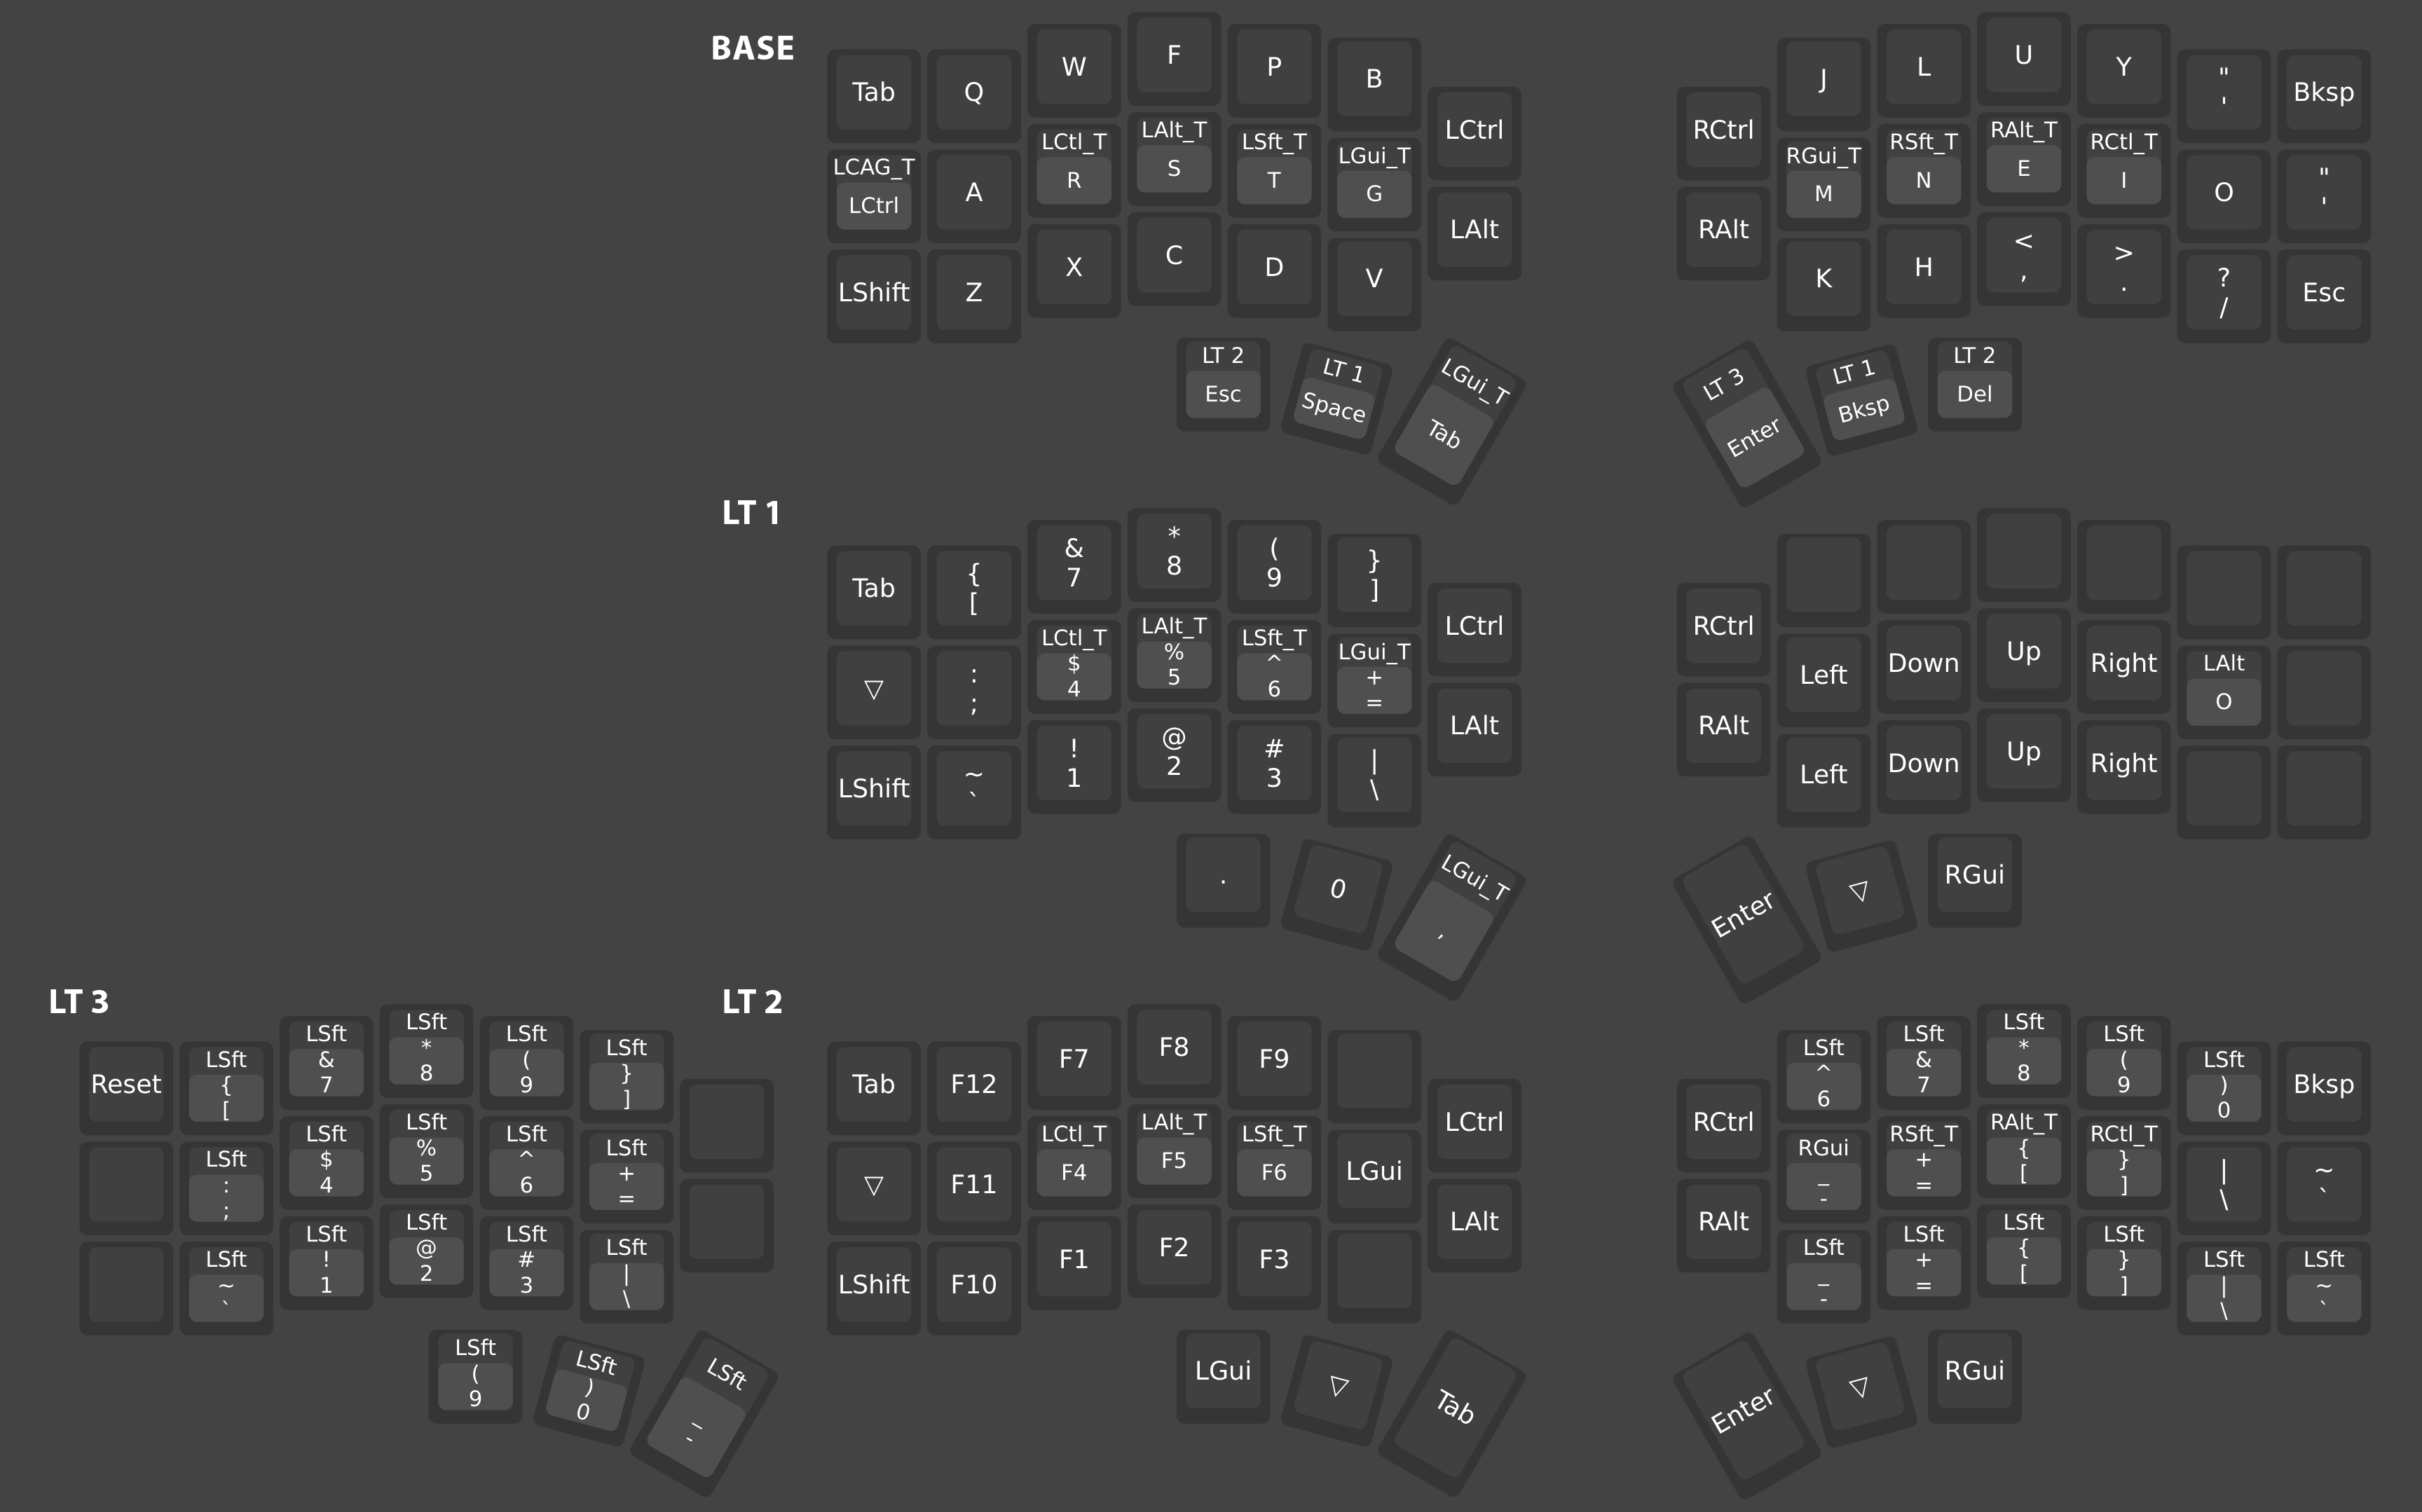 BASE
Tab Q W F P B LCtrl RCtrl J L U Y " ' Bksp
LCAG_T LCtrl A LCtl_T R LAlt_T S LSft_T T LGui_T G LAlt RAlt RGui_T M RSft_T N RAlt_T E RCtl_T I O " '
LShift Z X C D V K H < , > . ? / Esc
LT 2 Esc LT 1 Space LGui_T Tab LT 3 Enter LT 1 Bksp LT 2 Del
LT 1
Tab { [ & 7 * 8 ( 9 } ] LCtrl RCtrl
▽ : ; LCtl_T $ 4 LAlt_T % 5 LSft_T ^ 6 LGui_T + = LAlt RAlt Left Down Up Right LAlt O
LShift ~ ` ! 1 @ 2 # 3 | \ Left Down Up Right
. 0 LGui_T , Enter ▽ RGui
LT 3
Reset LSft { [ LSft & 7 LSft * 8 LSft ( 9 LSft } ]
LSft : ; LSft $ 4 LSft % 5 LSft ^ 6 LSft + =
LSft ~ ` LSft ! 1 LSft @ 2 LSft # 3 LSft | \
LSft ( 9 LSft ) 0 LSft _ -
LT 2
Tab F12 F7 F8 F9 LCtrl RCtrl LSft ^ 6 LSft & 7 LSft * 8 LSft ( 9 LSft ) 0 Bksp
▽ F11 LCtl_T F4 LAlt_T F5 LSft_T F6 LGui LAlt RAlt RGui _ - RSft_T + = RAlt_T { [ RCtl_T } ] | \ ~ `
LShift F10 F1 F2 F3 LSft _ - LSft + = LSft { [ LSft } ] LSft | \ LSft ~ `
LGui ▽ Tab Enter ▽ RGui